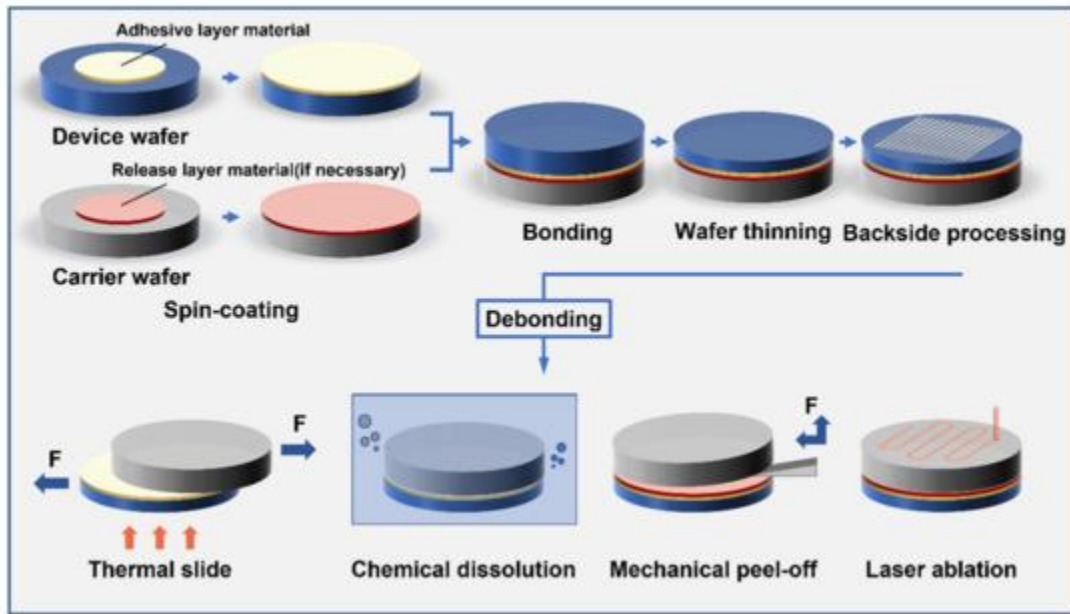 Adhesive layer material
Device wafer
Release layer material(if necessary)
Carrier wafer
Spin-coating
Bonding
Wafer thinning
Backside processing
Debonding
F
F
F
Thermal slide
Chemical dissolution
Mechanical peel-off
Laser ablation